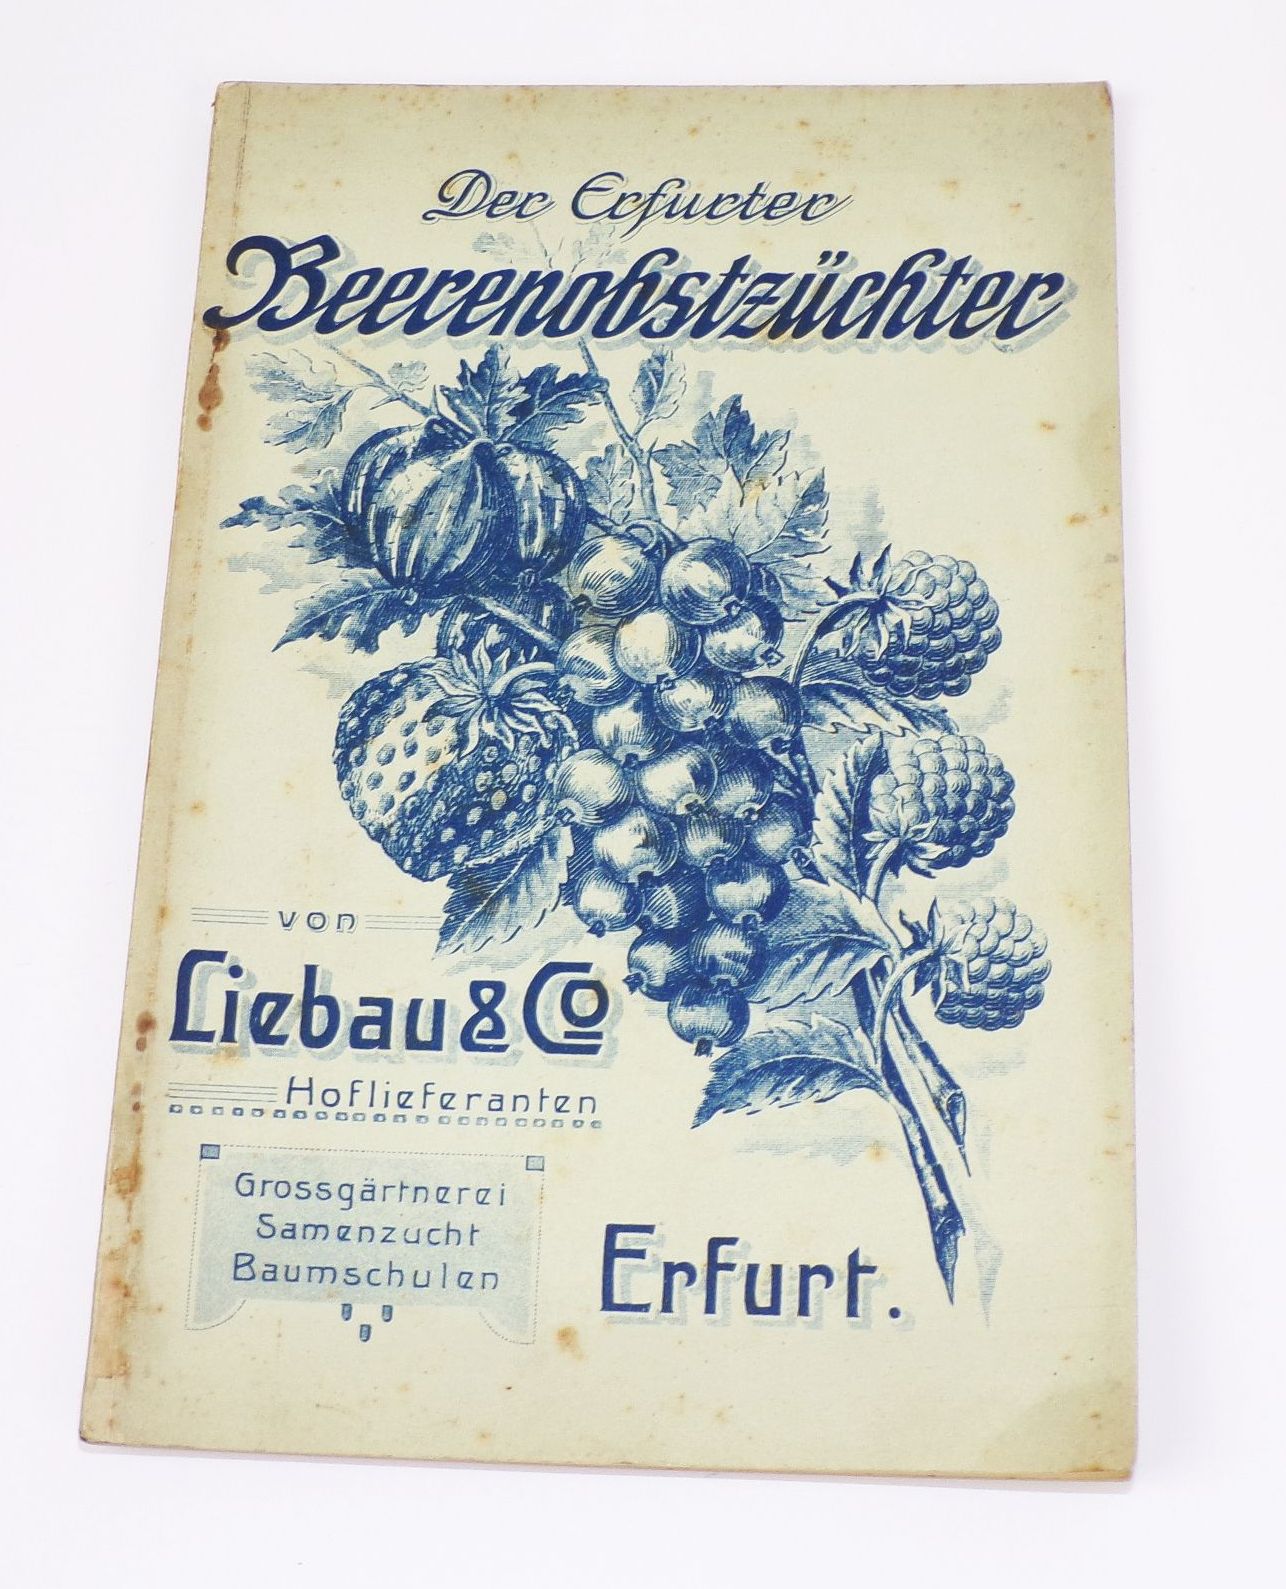 Der Erfurter
Beerenobstzüchter
von
Liebau & Co
Hoflieferanten
Grossgärtnerei
Samenzucht
Baumschulen
Erfurt.